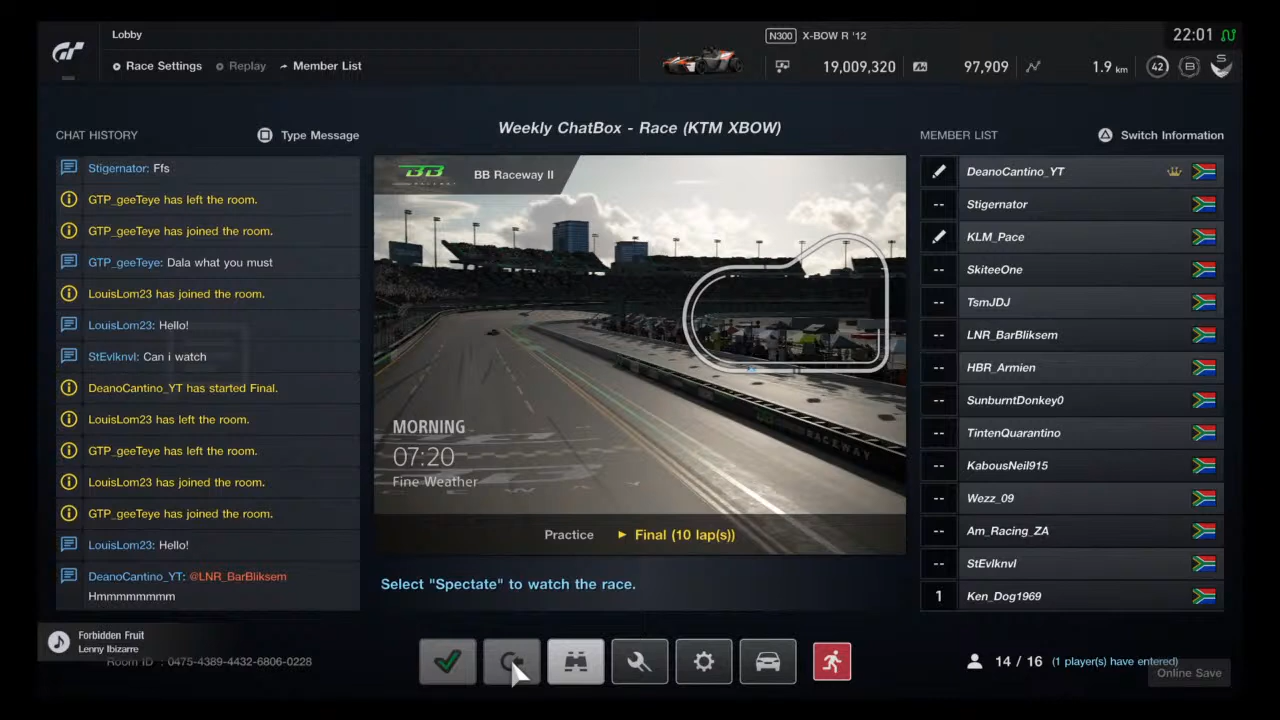 Lobby
Race Settings
Replay
Member List
N300 X-BOW R '12
22:01
19,009,320
97,909
1.9 km
42
B
S
CHAT HISTORY
Type Message
Stigernator: Ffs
GTP_geeTeye has left the room.
GTP_geeTeye has joined the room.
GTP_geeTeye: Dala what you must
LouisLom23 has joined the room.
LouisLom23: Hello!
StEvlknvl: Can i watch
DeanoCantino_YT has started Final.
LouisLom23 has left the room.
GTP_geeTeye has left the room.
LouisLom23 has joined the room.
GTP_geeTeye has joined the room.
LouisLom23: Hello!
DeanoCantino_YT: @LNR_BarBliksem
Hmmmmmmmm
Weekly ChatBox - Race (KTM XBOW)
BB
BB Raceway II
RACEWAY
MORNING
07:20
Fine Weather
Practice
Final (10 lap(s))
Select "Spectate" to watch the race.
MEMBER LIST
Switch Information
DeanoCantino_YT
-- Stigernator
KLM_Pace
-- SkiteeOne
-- TsmJDJ
-- LNR_BarBliksem
-- HBR_Armien
-- SunburntDonkey0
-- TintenQuarantino
-- KabousNeil915
-- Wezz_09
-- Am_Racing_ZA
-- StEvlknvl
1 Ken_Dog1969
Forbidden Fruit
Lenny Ibizarre
Room ID : 0475-4389-4432-6806-0228
14 / 16 (1 player(s) have entered)
Online Save